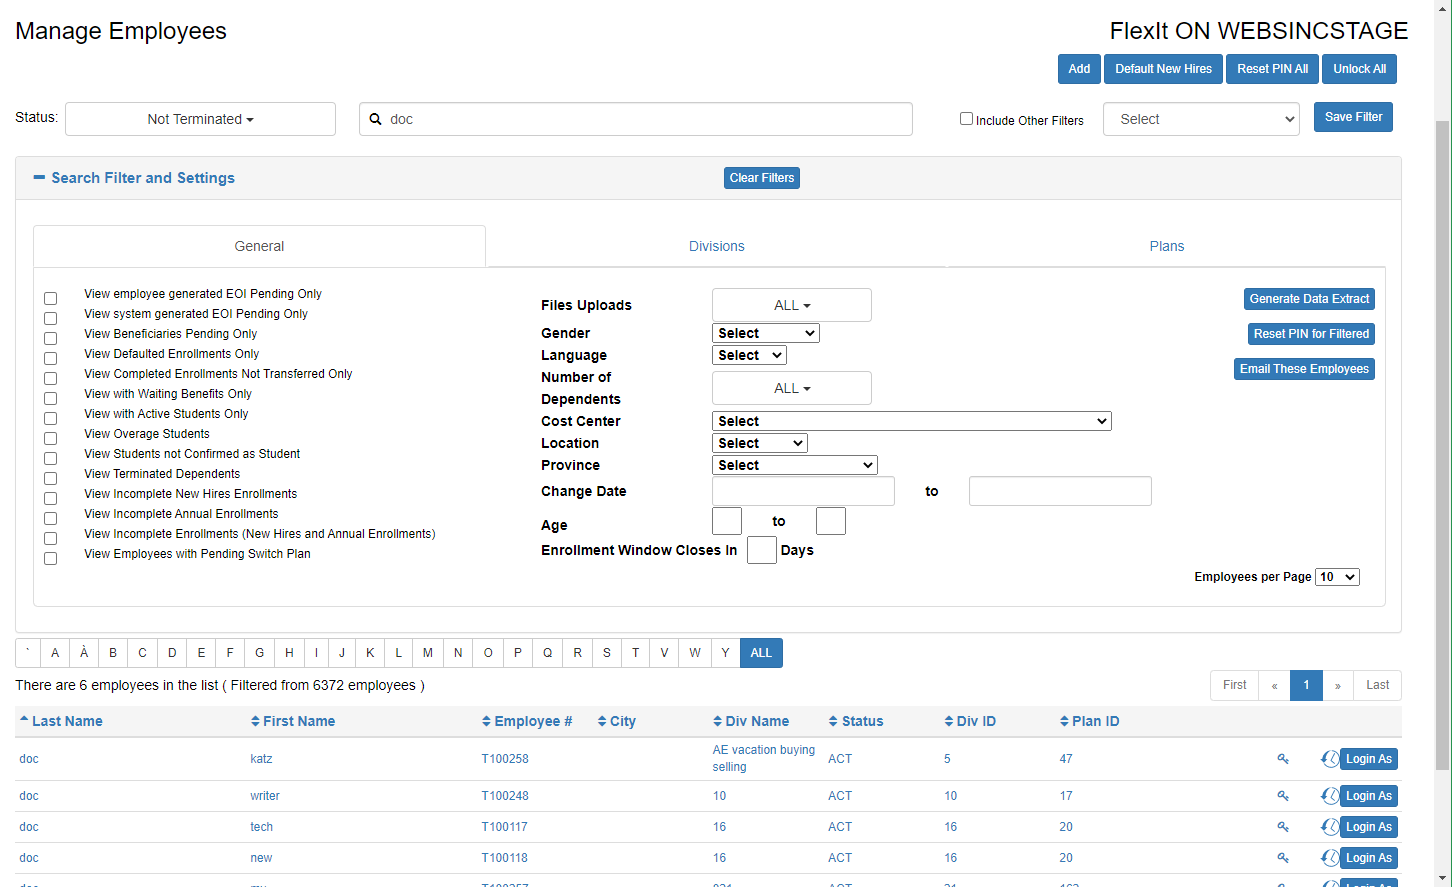 Manage Employees
FlexIt ON WEBSINCSTAGE
Add Default New Hires Reset PIN All Unlock All
Status: Not Terminated doc Include Other Filters Select Save Filter
Search Filter and Settings Clear Filters
General Divisions Plans
View employee generated EOI Pending Only
View system generated EOI Pending Only
View Beneficiaries Pending Only
View Defaulted Enrollments Only
View Completed Enrollments Not Transferred Only
View with Waiting Benefits Only
View with Active Students Only
View Overage Students
View Students not Confirmed as Student
View Terminated Dependents
View Incomplete New Hires Enrollments
View Incomplete Annual Enrollments
View Incomplete Enrollments (New Hires and Annual Enrollments)
View Employees with Pending Switch Plan
Files Uploads ALL
Gender Select
Language Select
Number of
Dependents ALL
Cost Center Select
Location Select
Province Select
Change Date to
Age to
Enrollment Window Closes In Days
Generate Data Extract
Reset PIN for Filtered
Email These Employees
Employees per Page 10
` A À B C D E F G H I J K L M N O P Q R S T V W Y ALL
There are 6 employees in the list ( Filtered from 6372 employees )
First « 1 » Last
Last Name First Name Employee # City Div Name Status Div ID Plan ID
doc katz T100258 AE vacation buying selling ACT 5 47 Login As
doc writer T100248 10 ACT 10 17 Login As
doc tech T100117 16 ACT 16 20 Login As
doc new T100118 16 ACT 16 20 Login As